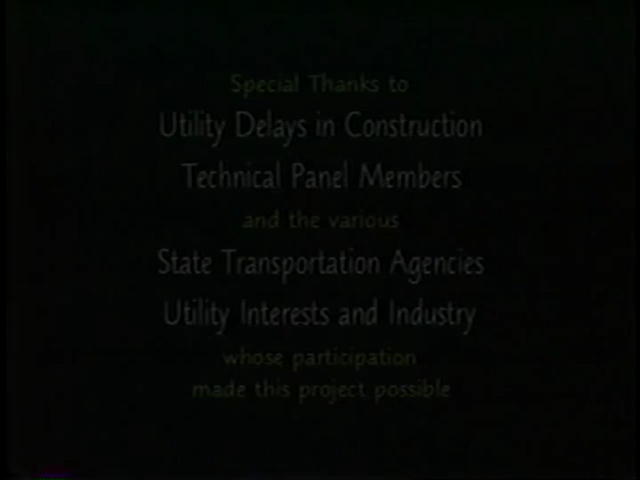 Special Thanks to
Utility Delays in Construction
Technical Panel Members
and the various
State Transportation Agencies
Utility Interests and Industry
whose participation
made this project possible